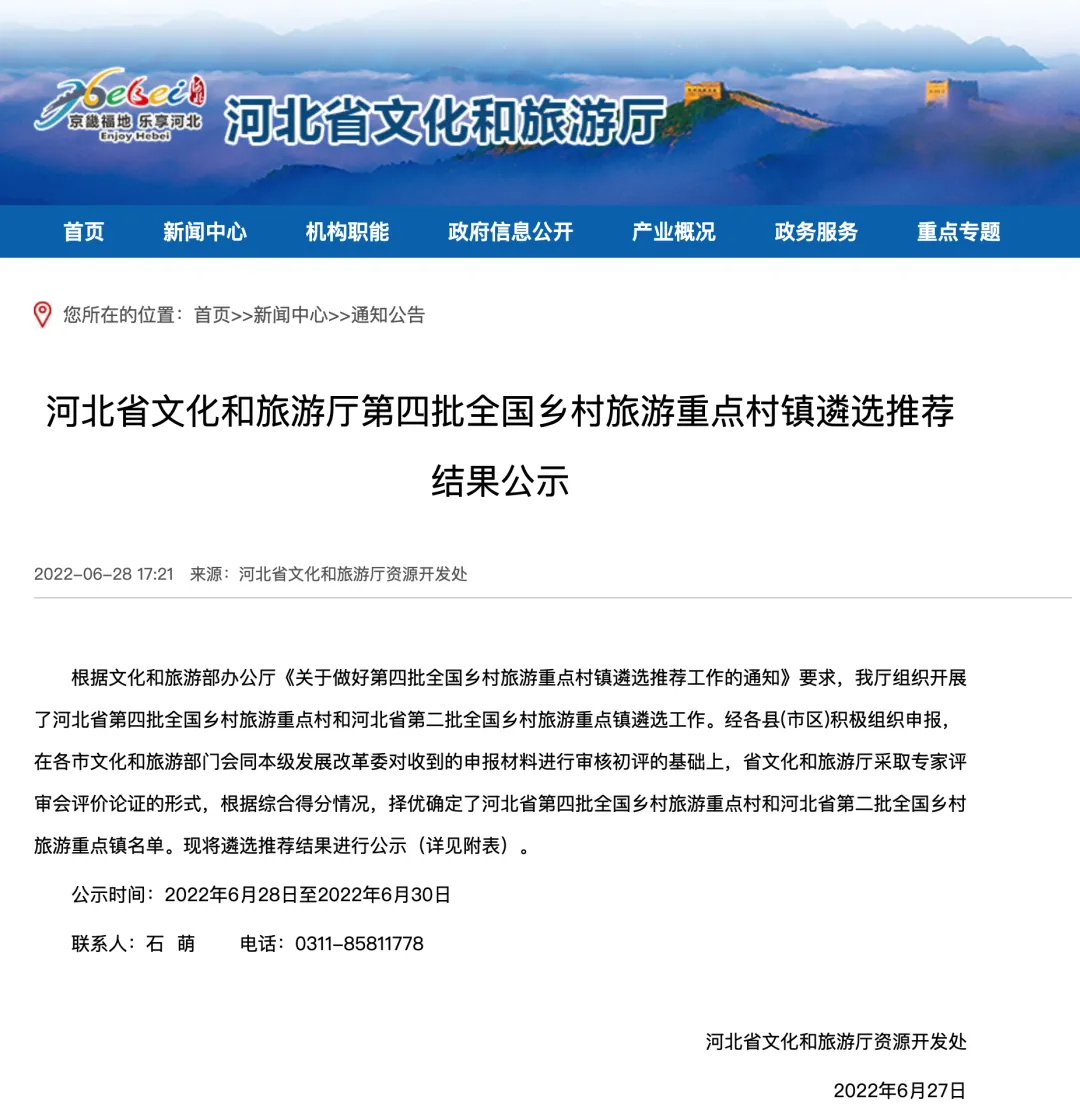 Hebei
京畿福地 乐享河北
Enjoy Hebei
河北省文化和旅游厅
首页 新闻中心 机构职能 政府信息公开 产业概况 政务服务 重点专题
您所在的位置：首页>>新闻中心>>通知公告
河北省文化和旅游厅第四批全国乡村旅游重点村镇遴选推荐
结果公示
2022-06-28 17:21 来源：河北省文化和旅游厅资源开发处
根据文化和旅游部办公厅《关于做好第四批全国乡村旅游重点村镇遴选推荐工作的通知》要求，我厅组织开展
了河北省第四批全国乡村旅游重点村和河北省第二批全国乡村旅游重点镇遴选工作。经各县(市区)积极组织申报，
在各市文化和旅游部门会同本级发展改革委对收到的申报材料进行审核初评的基础上，省文化和旅游厅采取专家评
审会评价论证的形式，根据综合得分情况，择优确定了河北省第四批全国乡村旅游重点村和河北省第二批全国乡村
旅游重点镇名单。现将遴选推荐结果进行公示（详见附表）。
公示时间：2022年6月28日至2022年6月30日
联系人：石 萌 电话：0311-85811778
河北省文化和旅游厅资源开发处
2022年6月27日